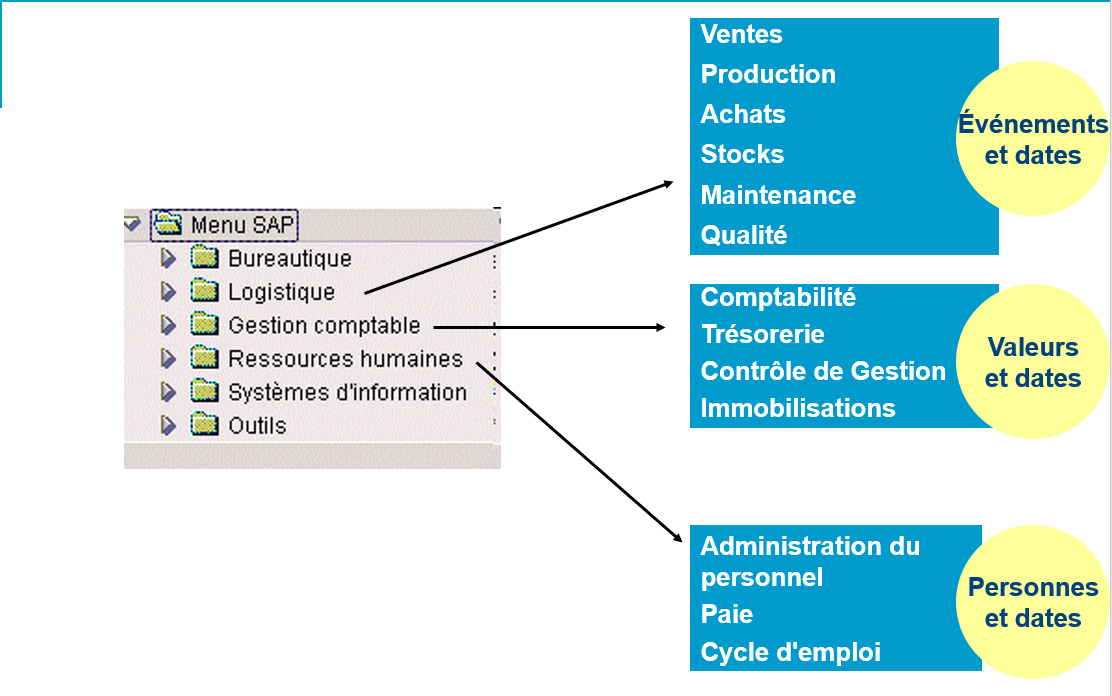 Menu SAP
Bureautique
Logistique
Gestion comptable
Ressources humaines
Systèmes d'information
Outils
Ventes
Production
Achats
Stocks
Maintenance
Qualité
Événements
et dates
Comptabilité
Trésorerie
Contrôle de Gestion
Immobilisations
Valeurs
et dates
Administration du
personnel
Paie
Cycle d'emploi
Personnes
et dates